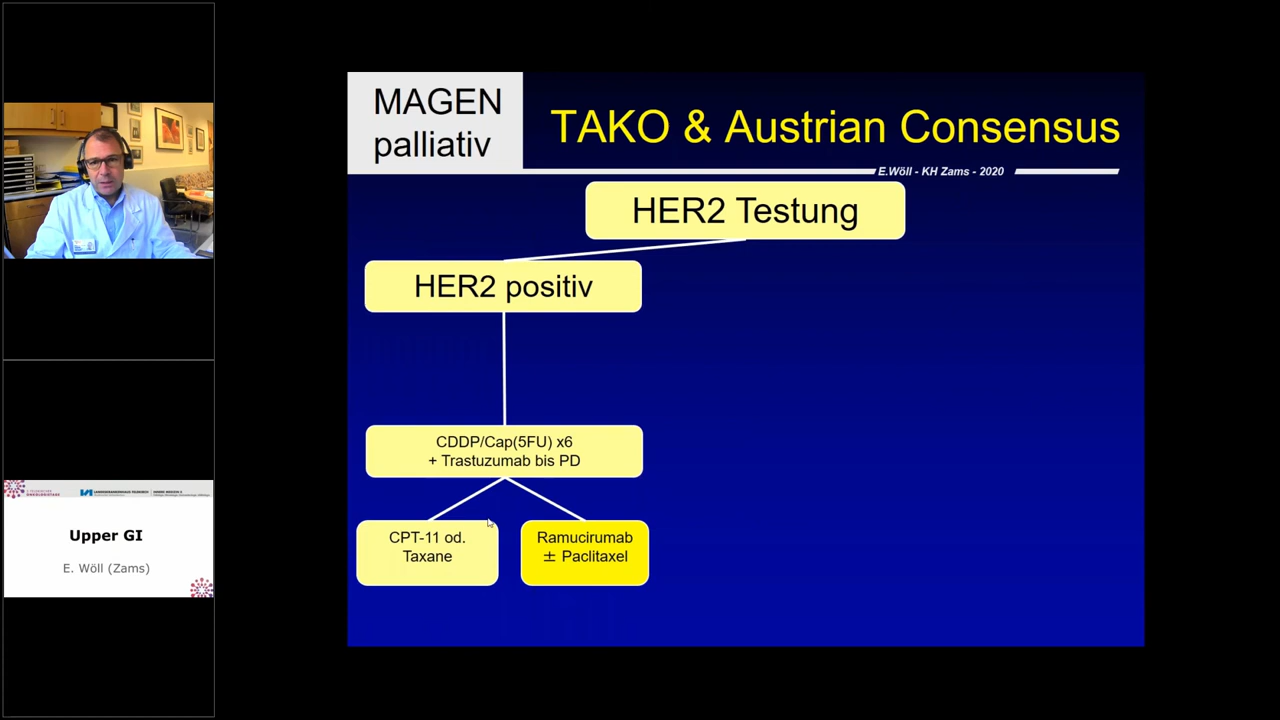 MAGEN
palliativ
TAKO & Austrian Consensus
E.Wöll - KH Zams - 2020
HER2 Testung
HER2 positiv
CDDP/Cap(5FU) x6
+ Trastuzumab bis PD
CPT-11 od.
Taxane
Ramucirumab
± Paclitaxel
Upper GI
E. Wöll (Zams)